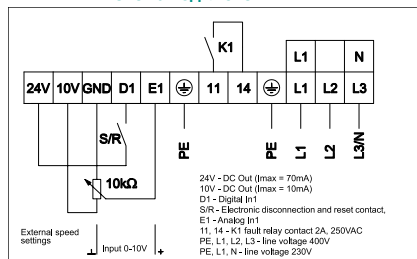 K1
L1 N
24V 10V GND D1 E1 11 14 L1 L2 L3
S/R
PE PE L1 L2 L3/N
10kΩ
24V - DC Out (Imax = 70mA)
10V - DC Out (Imax = 10mA)
D1 - Digital In1
S/R - Electronic disconnection and reset contact,
E1 - Analog In1
11, 14 - K1 fault relay contact 2A, 250VAC
PE, L1, L2, L3 - line voltage 400V
PE, L1, N - line voltage 230V
External speed
settings
Input 0-10V +